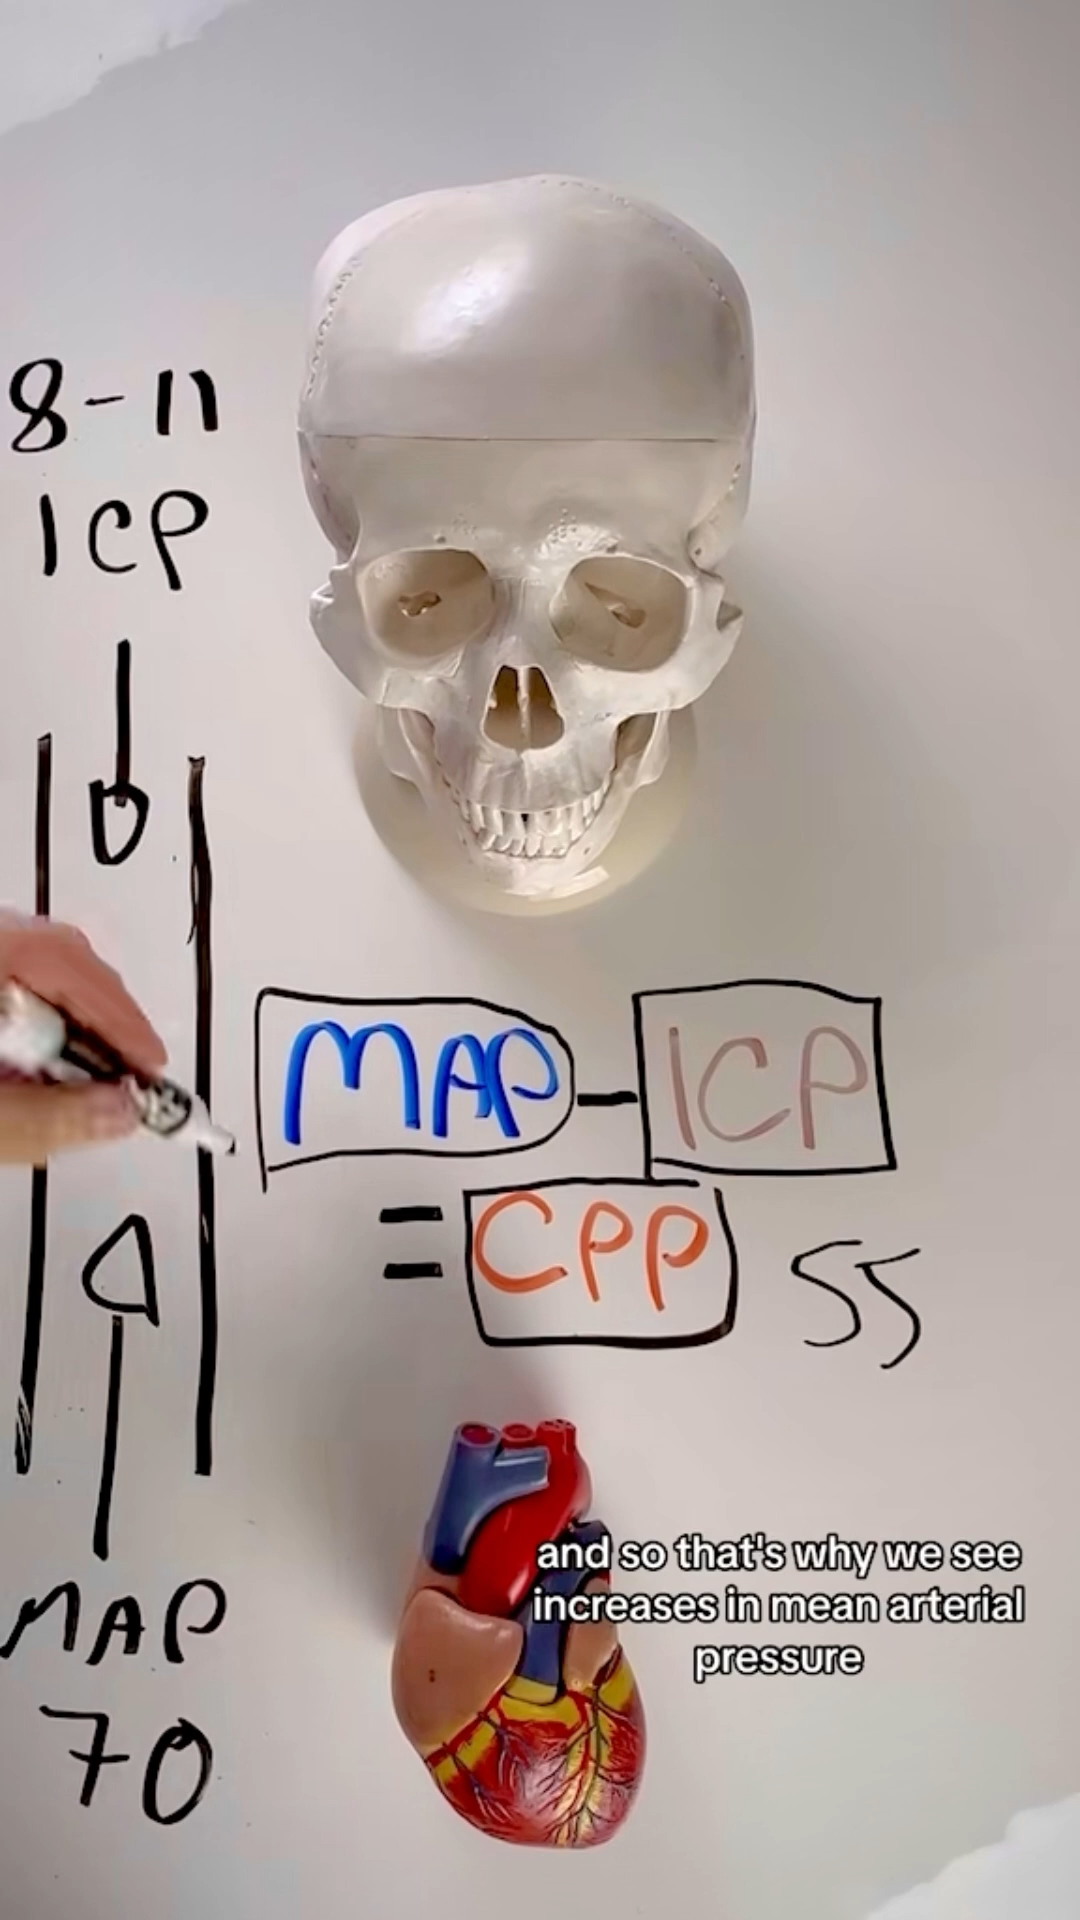 8-11
ICP
MAP - ICP
= CPP 55
and so that's why we see
increases in mean arterial
pressure
MAP
70